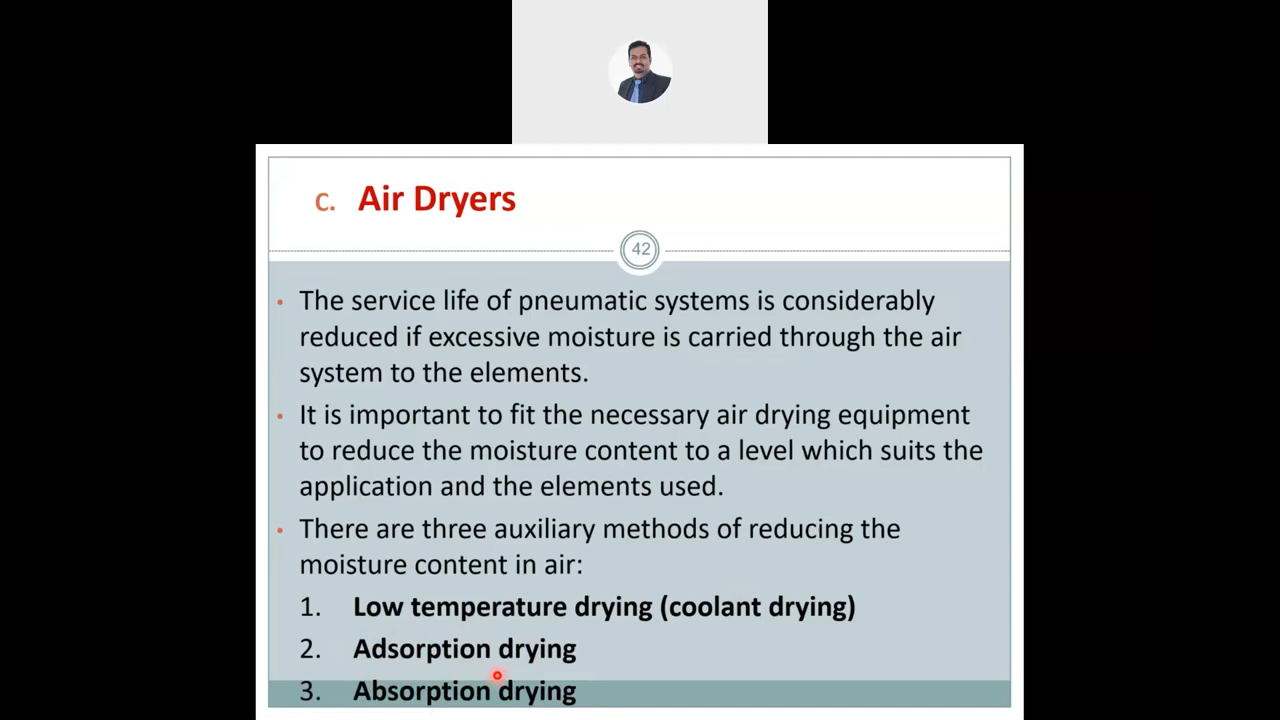 C. Air Dryers
42
• The service life of pneumatic systems is considerably
reduced if excessive moisture is carried through the air
system to the elements.
• It is important to fit the necessary air drying equipment
to reduce the moisture content to a level which suits the
application and the elements used.
• There are three auxiliary methods of reducing the
moisture content in air:
1. Low temperature drying (coolant drying)
2. Adsorption drying
3. Absorption drying